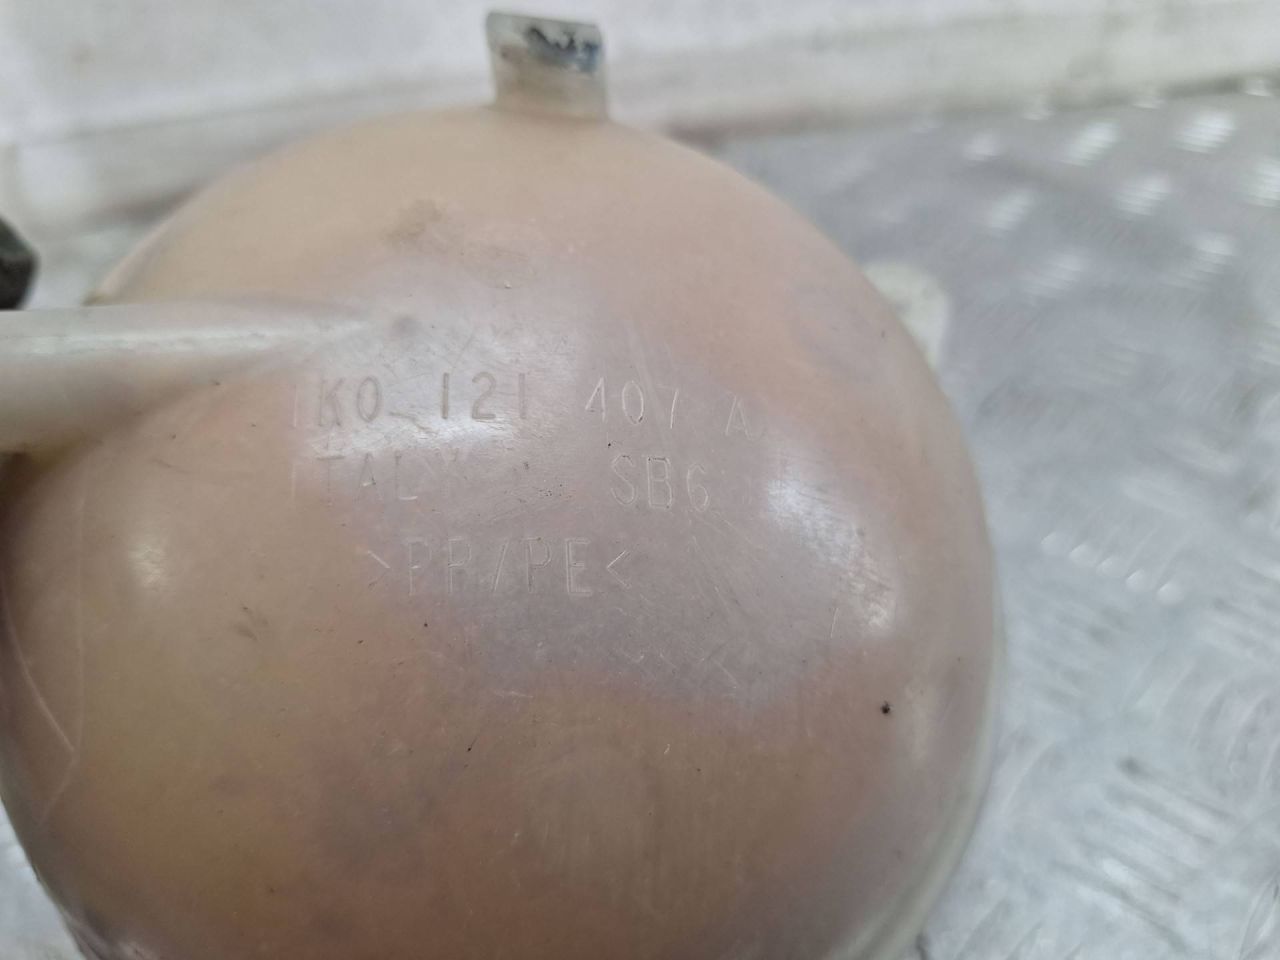 1K0 121 407 A
ITALY SB6
>PP/PE<